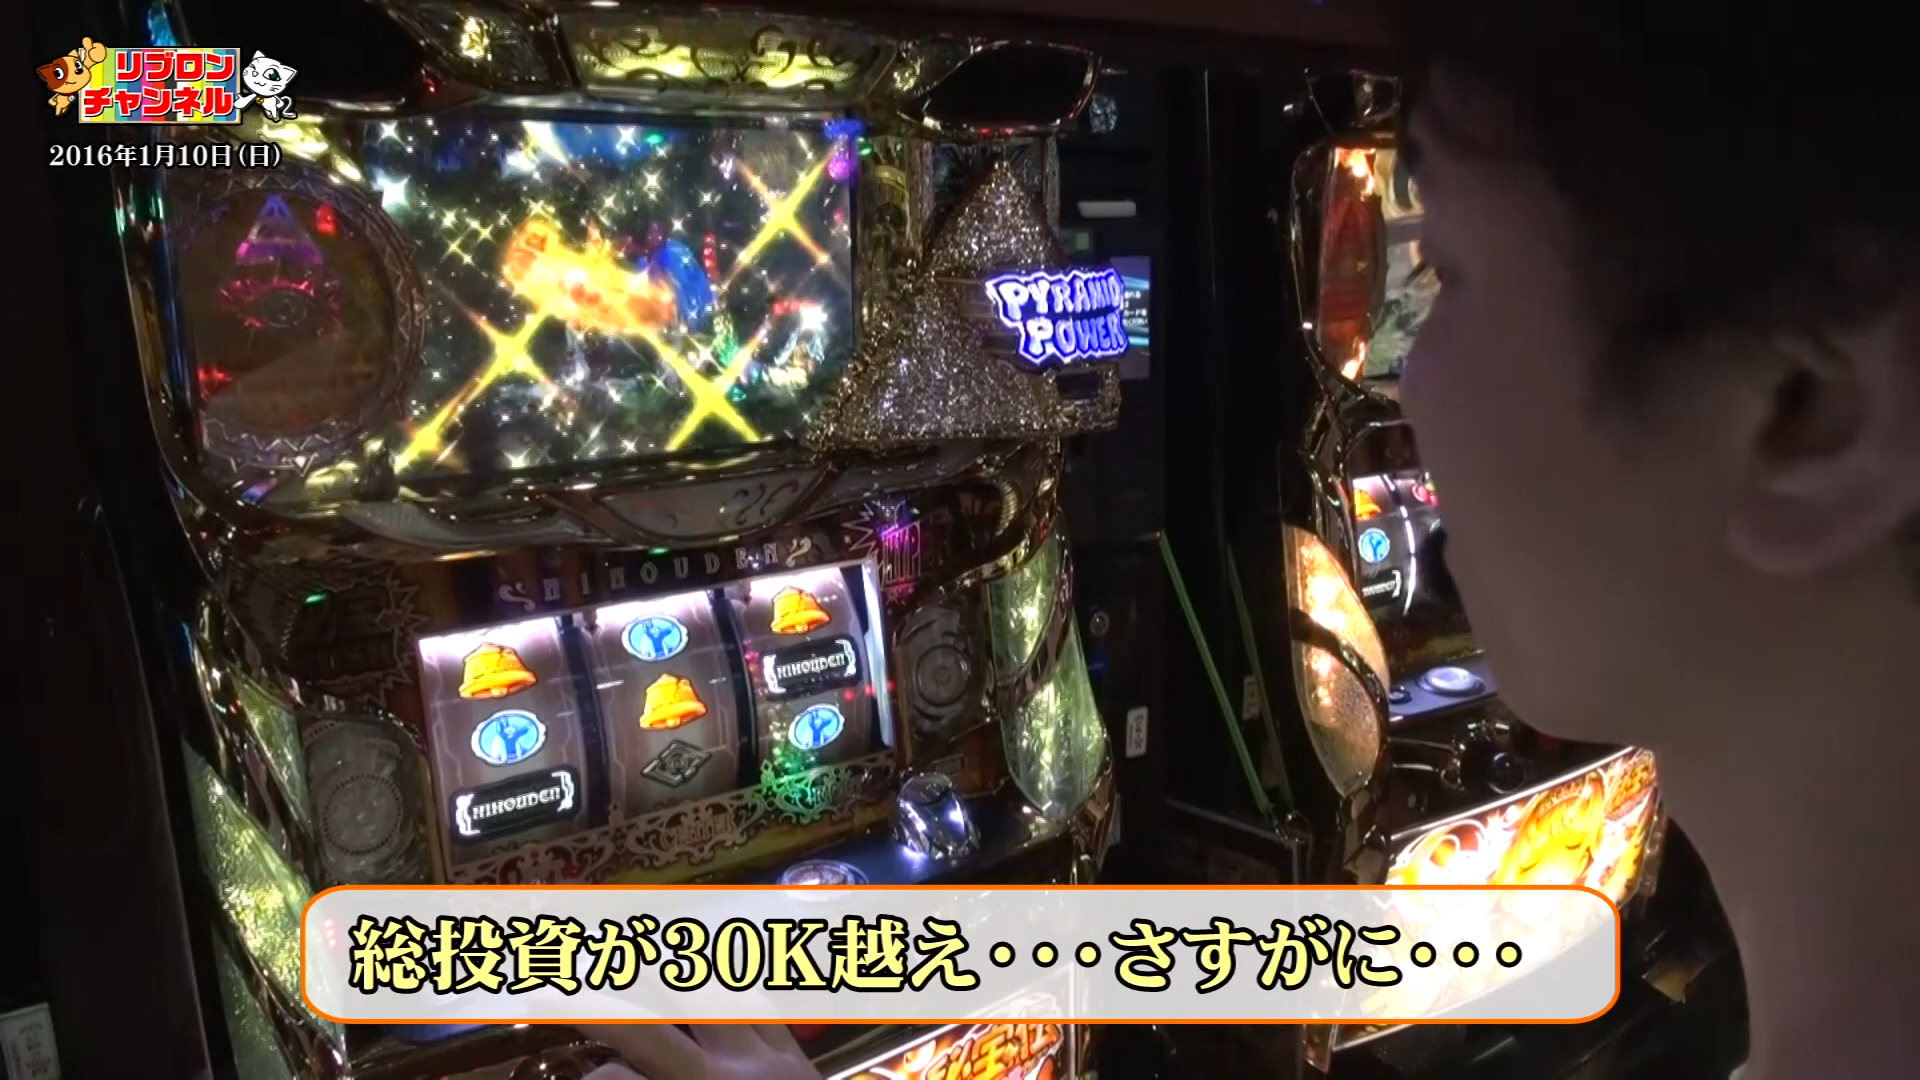 リブロン
チャンネル
2016年1月10日(日)
PYRAMID
POWER
HIHOUDEN
HIHOUDEN
HIHOUDEN
総投資が30K越え・・・さすがに・・・